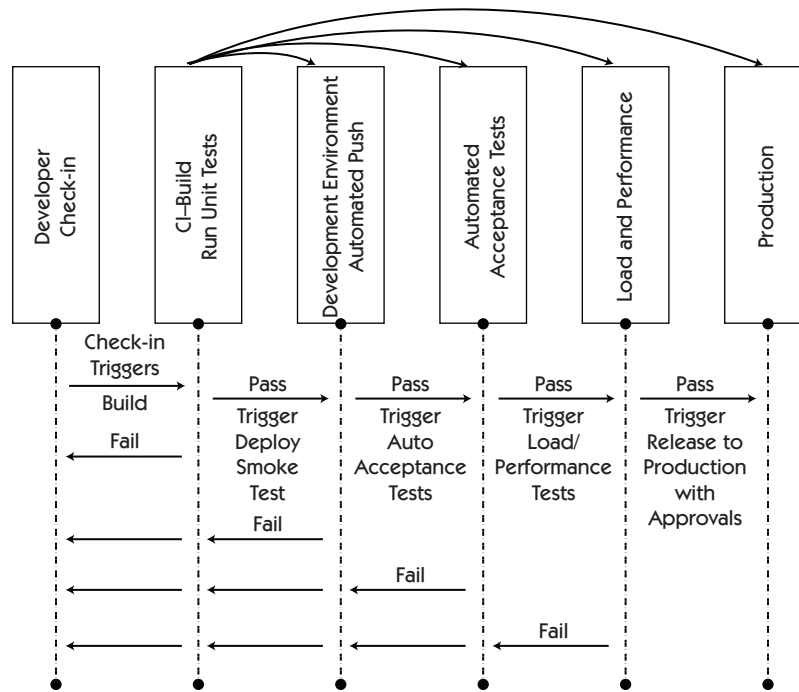 Developer
Check-in
CI–Build
Run Unit Tests
Development Environment
Automated Push
Automated
Acceptance Tests
Load and Performance
Production
Check-in
Triggers
Build
Fail
Pass
Trigger
Deploy
Smoke
Test
Pass
Trigger
Auto
Acceptance
Tests
Pass
Trigger
Load/
Performance
Tests
Pass
Trigger
Release to
Production
with
Approvals
Fail
Fail
Fail